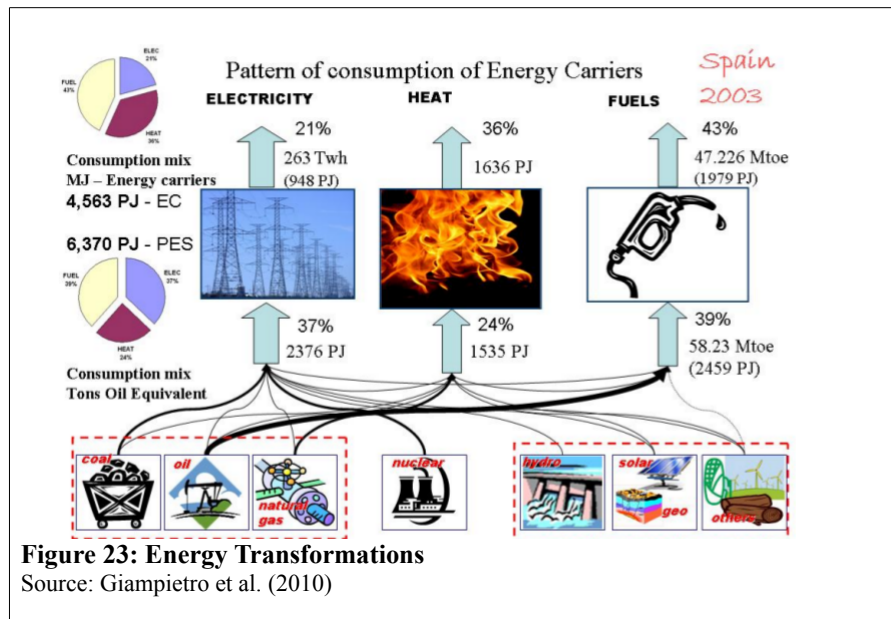 Pattern of consumption of Energy Carriers
Spain
2003
ELEC
21%
FUEL
43%
HEAT
36%
Consumption mix
MJ – Energy carriers
4,563 PJ - EC
6,370 PJ - PES
ELEC
37%
FUEL
39%
HEAT
24%
Consumption mix
Tons Oil Equivalent
ELECTRICITY
21%
263 Twh
(948 PJ)
37%
2376 PJ
HEAT
36%
1636 PJ
24%
1535 PJ
FUELS
43%
47.226 Mtoe
(1979 PJ)
39%
58.23 Mtoe
(2459 PJ)
coal
oil
natural
gas
nuclear
hydro
solar
geo
others
Figure 23: Energy Transformations
Source: Giampietro et al. (2010)